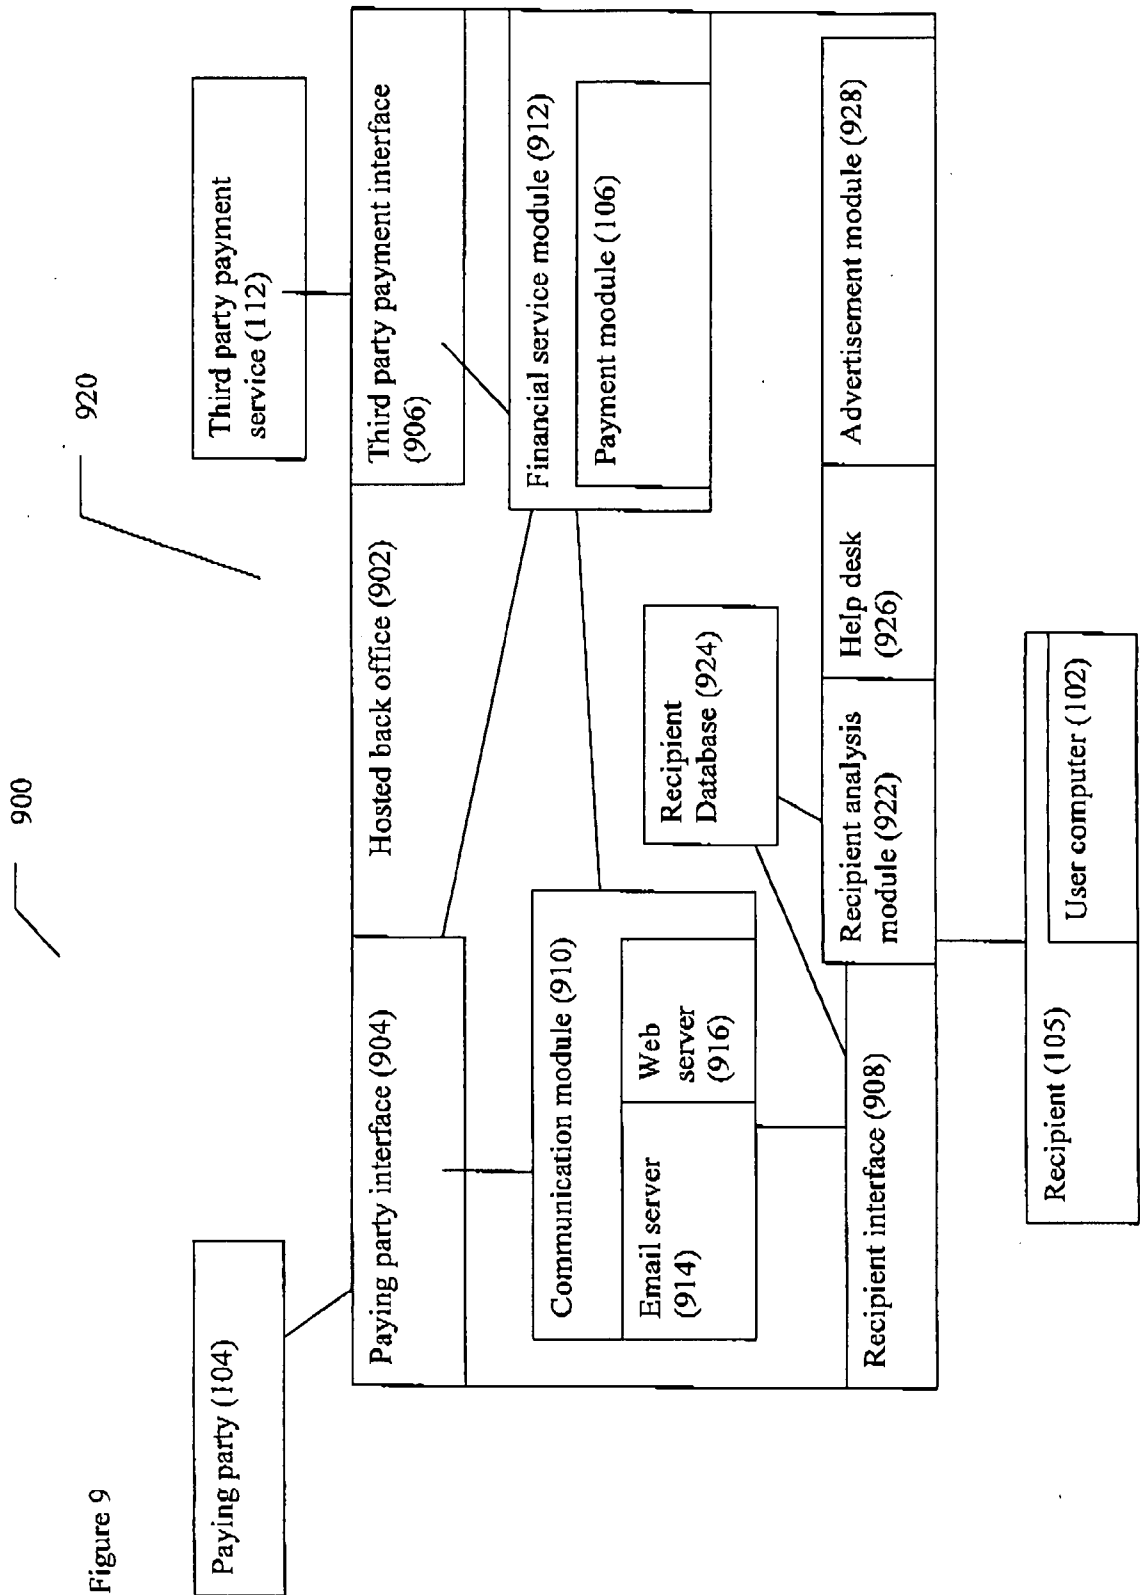 Figure 9
900
920
Paying party (104)
Third party payment
service (112)
Paying party interface (904)
Hosted back office (902)
Third party payment interface
(906)
Communication module (910)
Email server
(914)
Web
server
(916)
Financial service module (912)
Payment module (106)
Recipient
Database (924)
Recipient interface (908)
Recipient analysis
module (922)
Help desk
(926)
Advertisement module (928)
Recipient (105)
User computer (102)